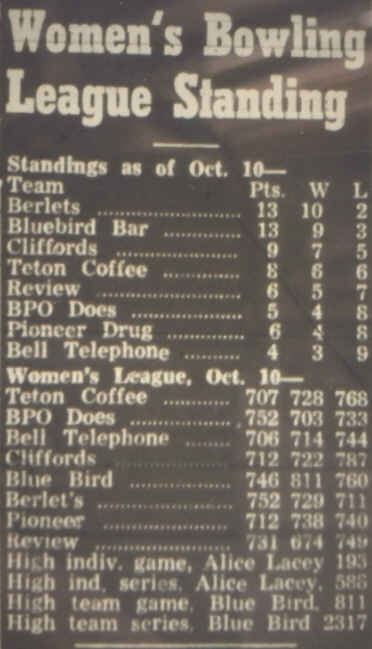 Women's Bowling
League Standing
Standings as of Oct. 10—
Team Pts. W L
Berlets .................... 13 10 2
Bluebird Bar ............ 13 9 3
Cliffords .................. 9 7 5
Teton Coffee ............ 8 6 6
Review ..................... 6 5 7
BPO Does ................ 5 4 8
Pioneer Drug ............ 6 4 8
Bell Telephone ......... 4 3 9
Women's League, Oct. 10—
Teton Coffee .......... 707 728 768
BPO Does ............... 752 703 733
Bell Telephone ....... 706 714 744
Cliffords ................ 712 722 787
Blue Bird ............... 746 811 760
Berlet's .................. 752 729 711
Pioneer .................. 712 738 740
Review ................... 731 674 749
High indiv. game, Alice Lacey 193
High ind. series, Alice Lacey, 588
High team game, Blue Bird, 811
High team series, Blue Bird 2317